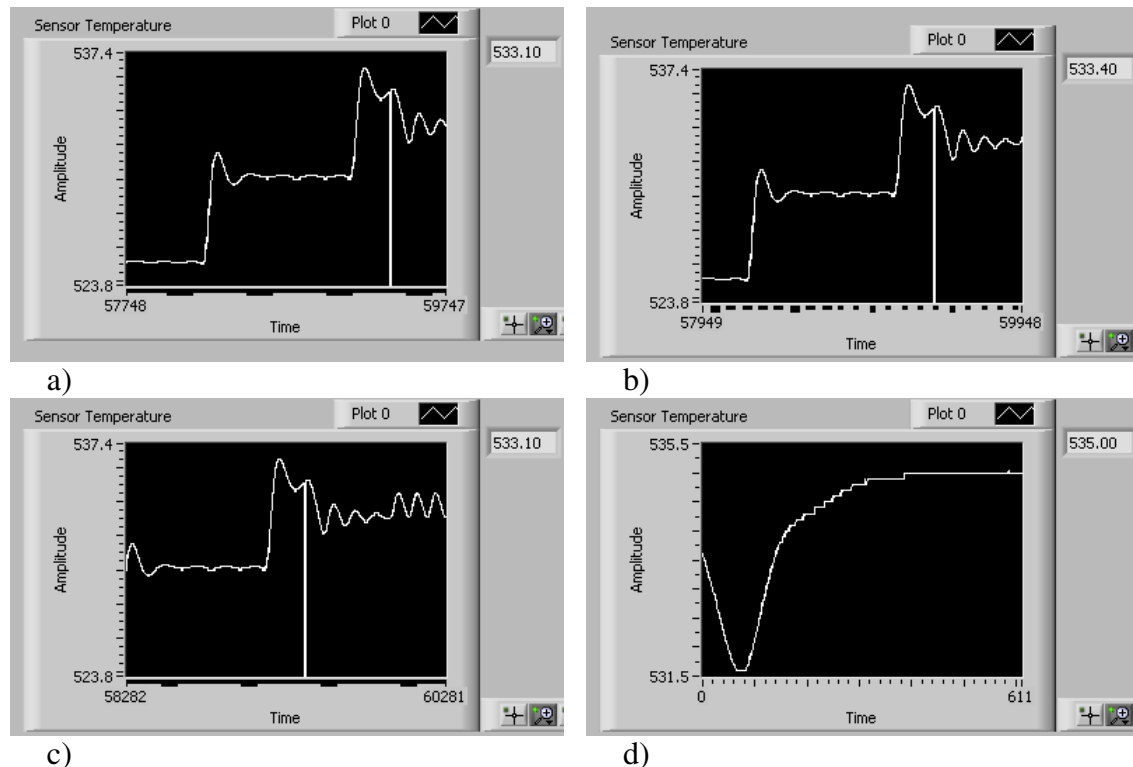 Sensor Temperature
Plot 0
533.10
537.4
Amplitude
523.8
57748
59747
Time
a)
Sensor Temperature
Plot 0
533.40
537.4
Amplitude
523.8
57949
59948
Time
b)
Sensor Temperature
Plot 0
533.10
537.4
Amplitude
523.8
58282
60281
Time
c)
Sensor Temperature
Plot 0
535.00
535.5
Amplitude
531.5
0
611
Time
d)